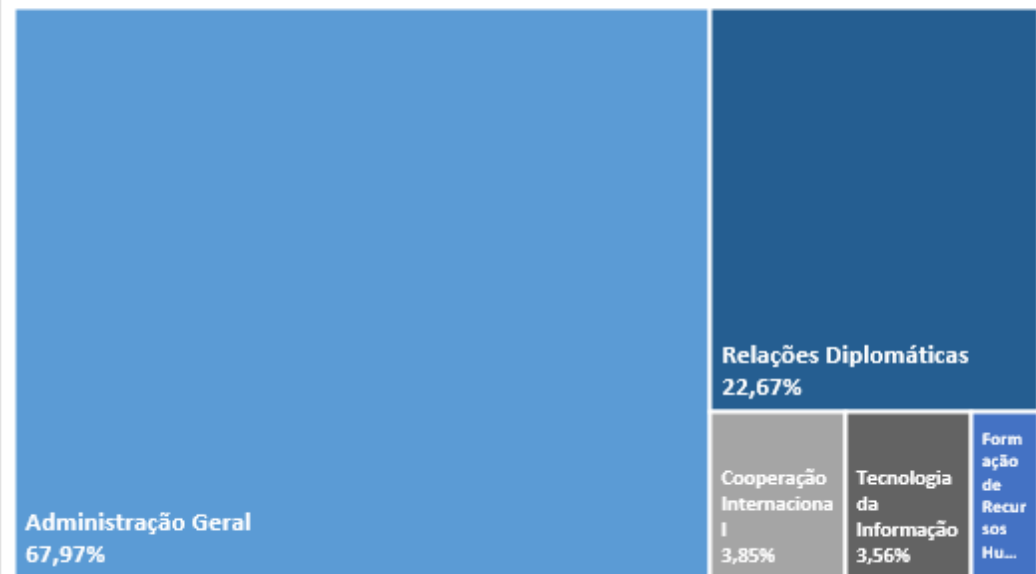 Administração Geral
67,97%
Relações Diplomáticas
22,67%
Cooperação
Internaciona
l
3,85%
Tecnologia
da
Informação
3,56%
Form
ação
de
Recur
sos
Hu...